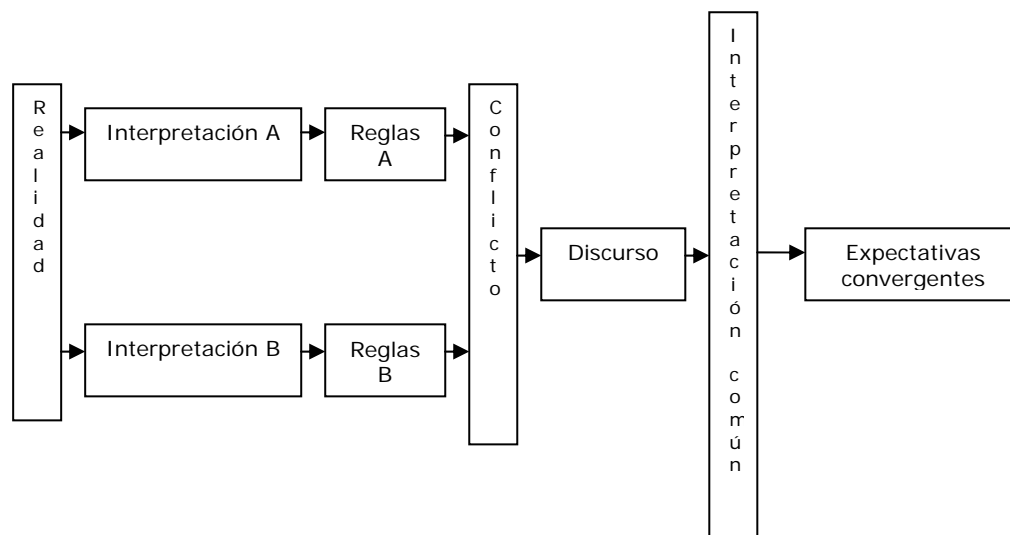 Realidad
Interpretación A
Reglas
A
Interpretación B
Reglas
B
Conflicto
Discurso
Interpretación común
Expectativas
convergentes